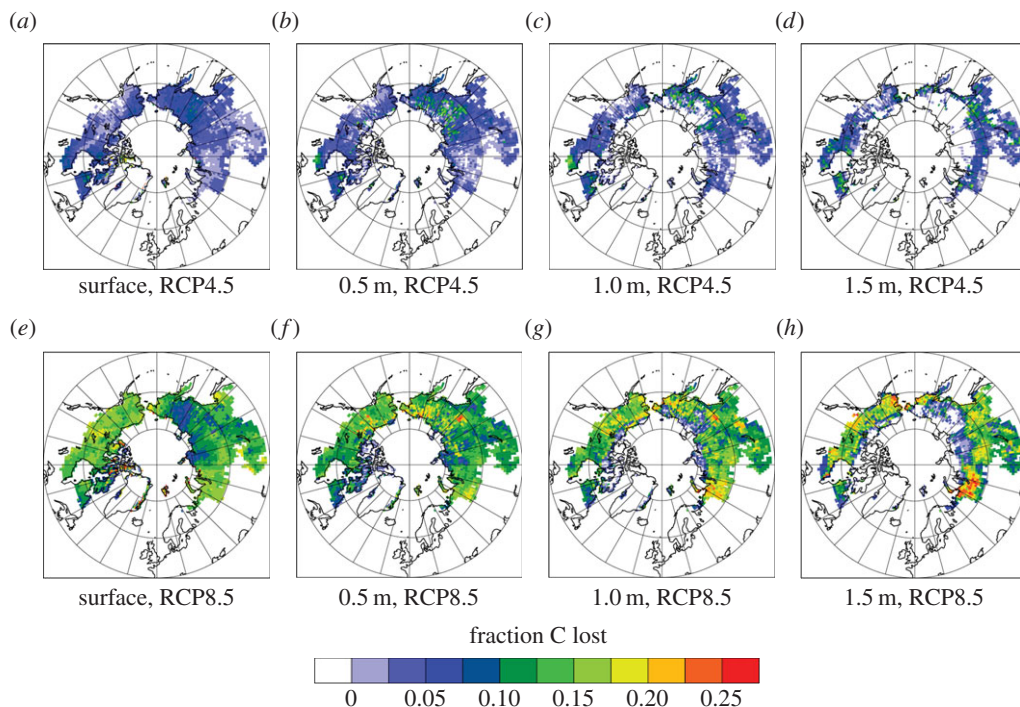 (a)
(b)
(c)
(d)
surface, RCP4.5
0.5 m, RCP4.5
1.0 m, RCP4.5
1.5 m, RCP4.5
(e)
(f)
(g)
(h)
surface, RCP8.5
0.5 m, RCP8.5
1.0 m, RCP8.5
1.5 m, RCP8.5
fraction C lost
0 0.05 0.10 0.15 0.20 0.25